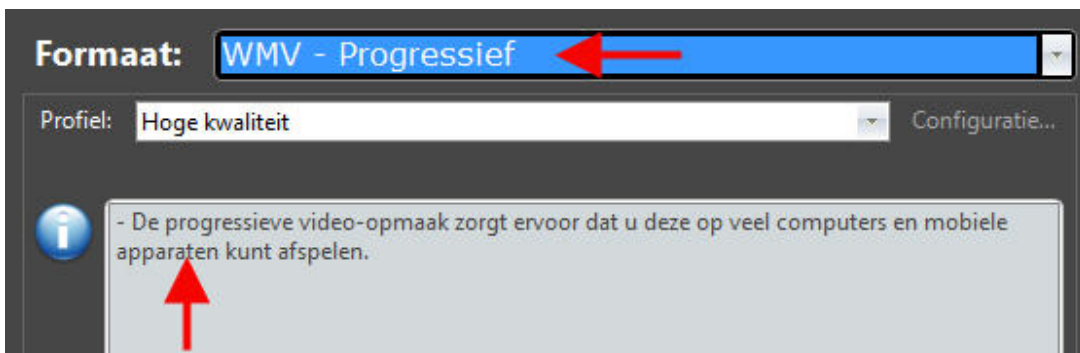 Formaat: WMV - Progressief
Profiel: Hoge kwaliteit Configuratie...
- De progressieve video-opmaak zorgt ervoor dat u deze op veel computers en mobiele
apparaten kunt afspelen.